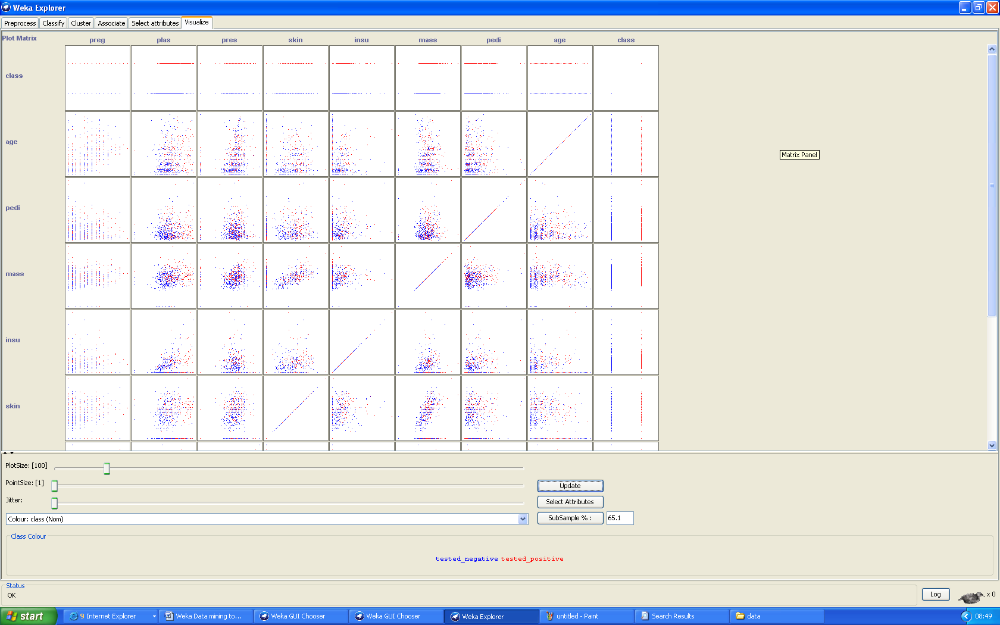 Weka Explorer
Preprocess Classify Cluster Associate Select attributes Visualize
Plot Matrix preg plas pres skin insu mass pedi age class
class
age
Matrix Panel
pedi
mass
insu
skin
PlotSize: [100]
PointSize: [1]
Update
Jitter:
Select Attributes
Colour: class (Nom)
SubSample % : 65.1
Class Colour
tested_negative tested_positive
Status
OK
Log x 0
start 9 Internet Explorer Weka Data mining to... Weka GUI Chooser Weka GUI Chooser Weka Explorer untitled - Paint Search Results data 08:49